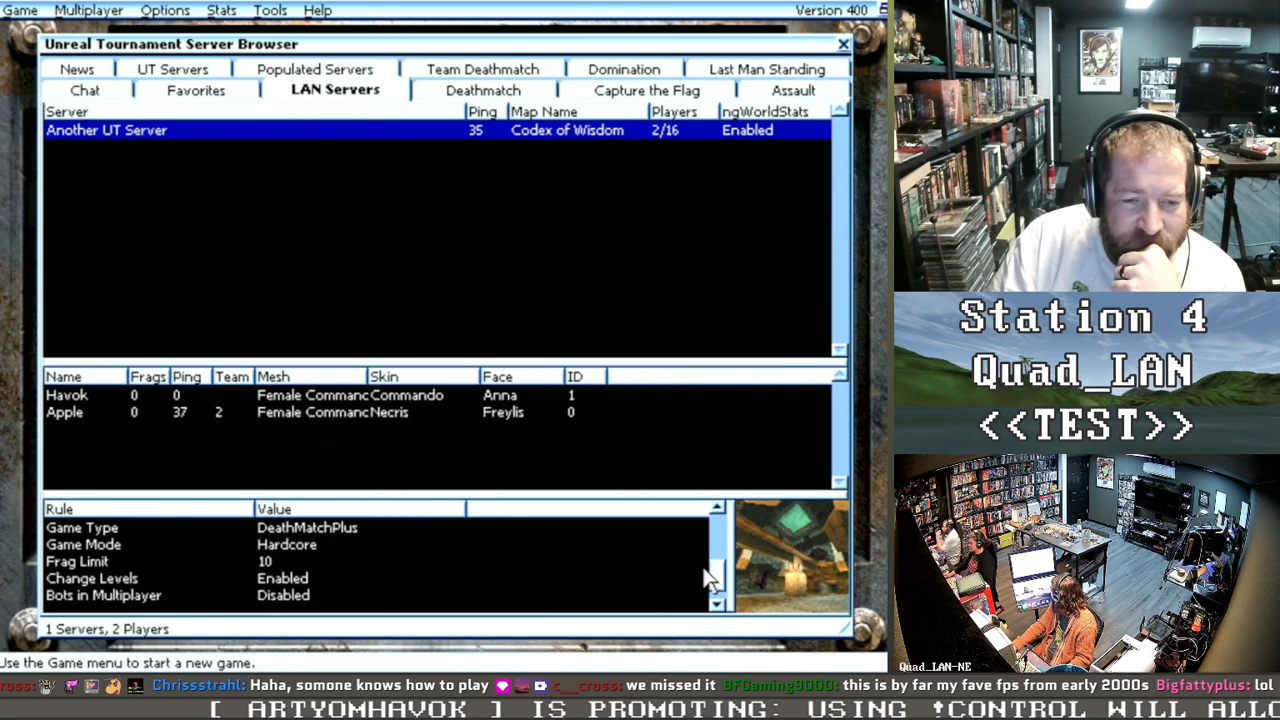 Game Multiplayer Options Stats Tools Help Version 400
Unreal Tournament Server Browser
News UT Servers Populated Servers Team Deathmatch Domination Last Man Standing
Chat Favorites LAN Servers Deathmatch Capture the Flag Assault
Server Ping Map Name Players ngWorldStats
Another UT Server 35 Codex of Wisdom 2/16 Enabled
Name Frags Ping Team Mesh Skin Face ID
Havok 0 0 Female Commanc Commando Anna 1
Apple 0 37 2 Female Commanc Necris Freylis 0
Rule Value
Game Type DeathMatchPlus
Game Mode Hardcore
Frag Limit 10
Change Levels Enabled
Bots in Multiplayer Disabled
1 Servers, 2 Players
Use the Game menu to start a new game.
Station 4
Quad_LAN
<<TEST>>
Quad_LAN-NE
ross: Chrissstrahl: Haha, somone knows how to play c__cross: we missed it BFGaming9000: this is by far my fave fps from early 2000s Bigfattyplus: lol
[ ARTYOMHAVOK ] IS PROMOTING: USING !CONTROL WILL ALLO